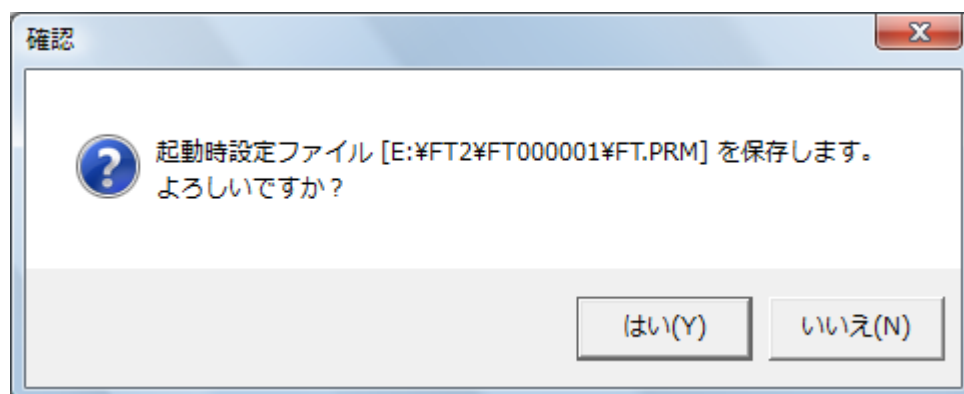 確認
起動時設定ファイル [E:¥FT2¥FT000001¥FT.PRM] を保存します。
よろしいですか？
はい(Y)
いいえ(N)